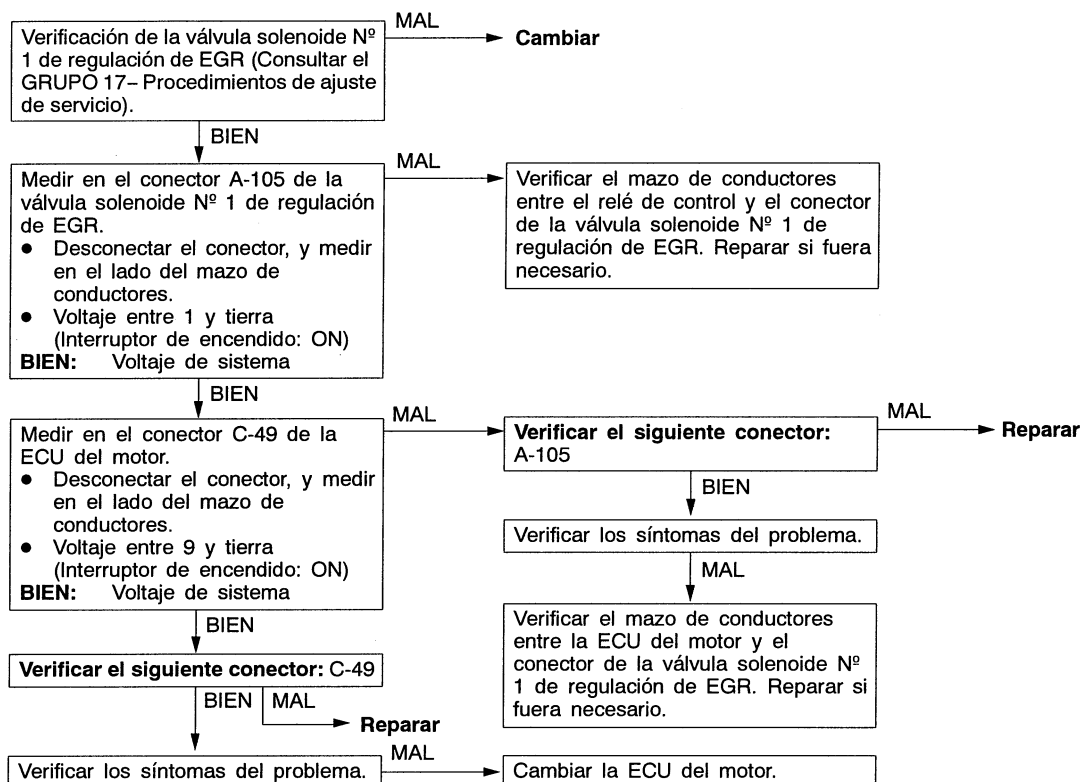 Verificación de la válvula solenoide Nº
1 de regulación de EGR (Consultar el
GRUPO 17– Procedimientos de ajuste
de servicio).
MAL
Cambiar
BIEN
Medir en el conector A-105 de la
válvula solenoide Nº 1 de regulación
de EGR.
● Desconectar el conector, y medir
en el lado del mazo de
conductores.
● Voltaje entre 1 y tierra
(Interruptor de encendido: ON)
BIEN: Voltaje de sistema
MAL
Verificar el mazo de conductores
entre el relé de control y el conector
de la válvula solenoide Nº 1 de
regulación de EGR. Reparar si fuera
necesario.
BIEN
Medir en el conector C-49 de la
ECU del motor.
● Desconectar el conector, y medir
en el lado del mazo de
conductores.
● Voltaje entre 9 y tierra
(Interruptor de encendido: ON)
BIEN: Voltaje de sistema
MAL
Verificar el siguiente conector:
A-105
MAL
Reparar
BIEN
Verificar los síntomas del problema.
MAL
Verificar el mazo de conductores
entre la ECU del motor y el
conector de la válvula solenoide Nº
1 de regulación de EGR. Reparar si
fuera necesario.
BIEN
Verificar el siguiente conector: C-49
BIEN MAL
Reparar
Verificar los síntomas del problema.
MAL
Cambiar la ECU del motor.